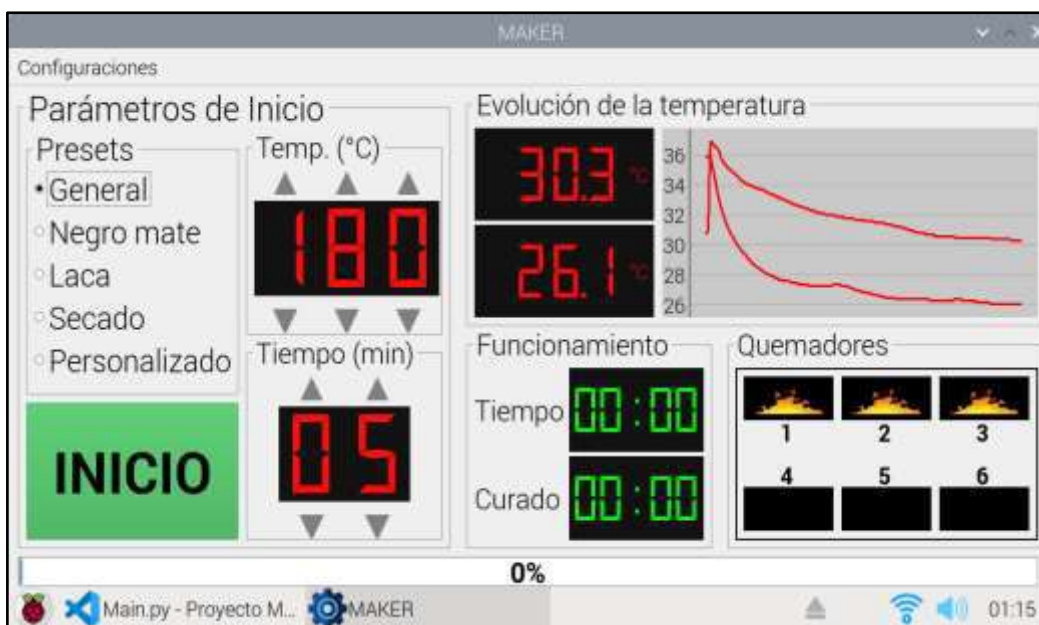 MAKER
Configuraciones
Parámetros de Inicio
Presets
General
Negro mate
Laca
Secado
Personalizado
Temp. (°C)
180
Tiempo (min)
05
INICIO
Evolución de la temperatura
30.3 °C
26.1 °C
36
34
32
30
28
26
Funcionamiento
Tiempo 00:00
Curado 00:00
Quemadores
1 2 3
4 5 6
0%
Main.py - Proyecto M... MAKER 01:15